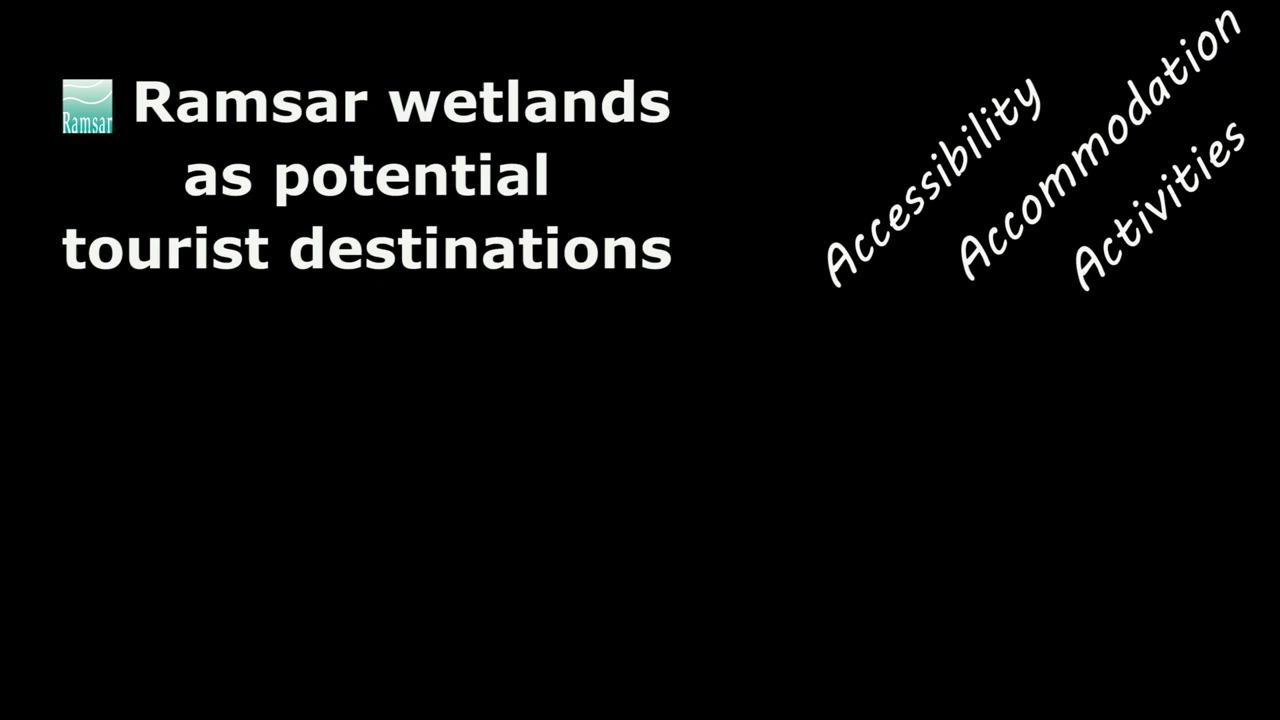 Ramsar
Ramsar wetlands
as potential
tourist destinations
Accessibility
Accommodation
Activities